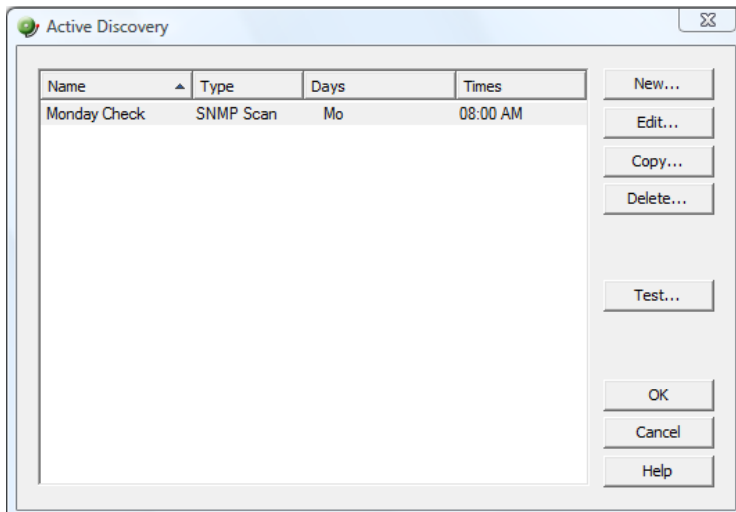 Active Discovery
Name Type Days Times
Monday Check SNMP Scan Mo 08:00 AM
New...
Edit...
Copy...
Delete...
Test...
OK
Cancel
Help